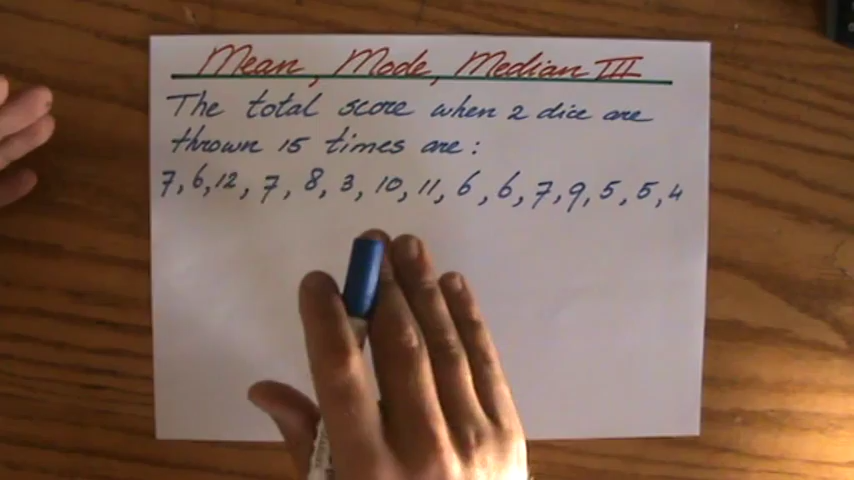 Mean, Mode, Median III
The total score when 2 dice are
thrown 15 times are:
7, 6, 12, 7, 8, 3, 10, 11, 6, 6, 7, 9, 5, 5, 4